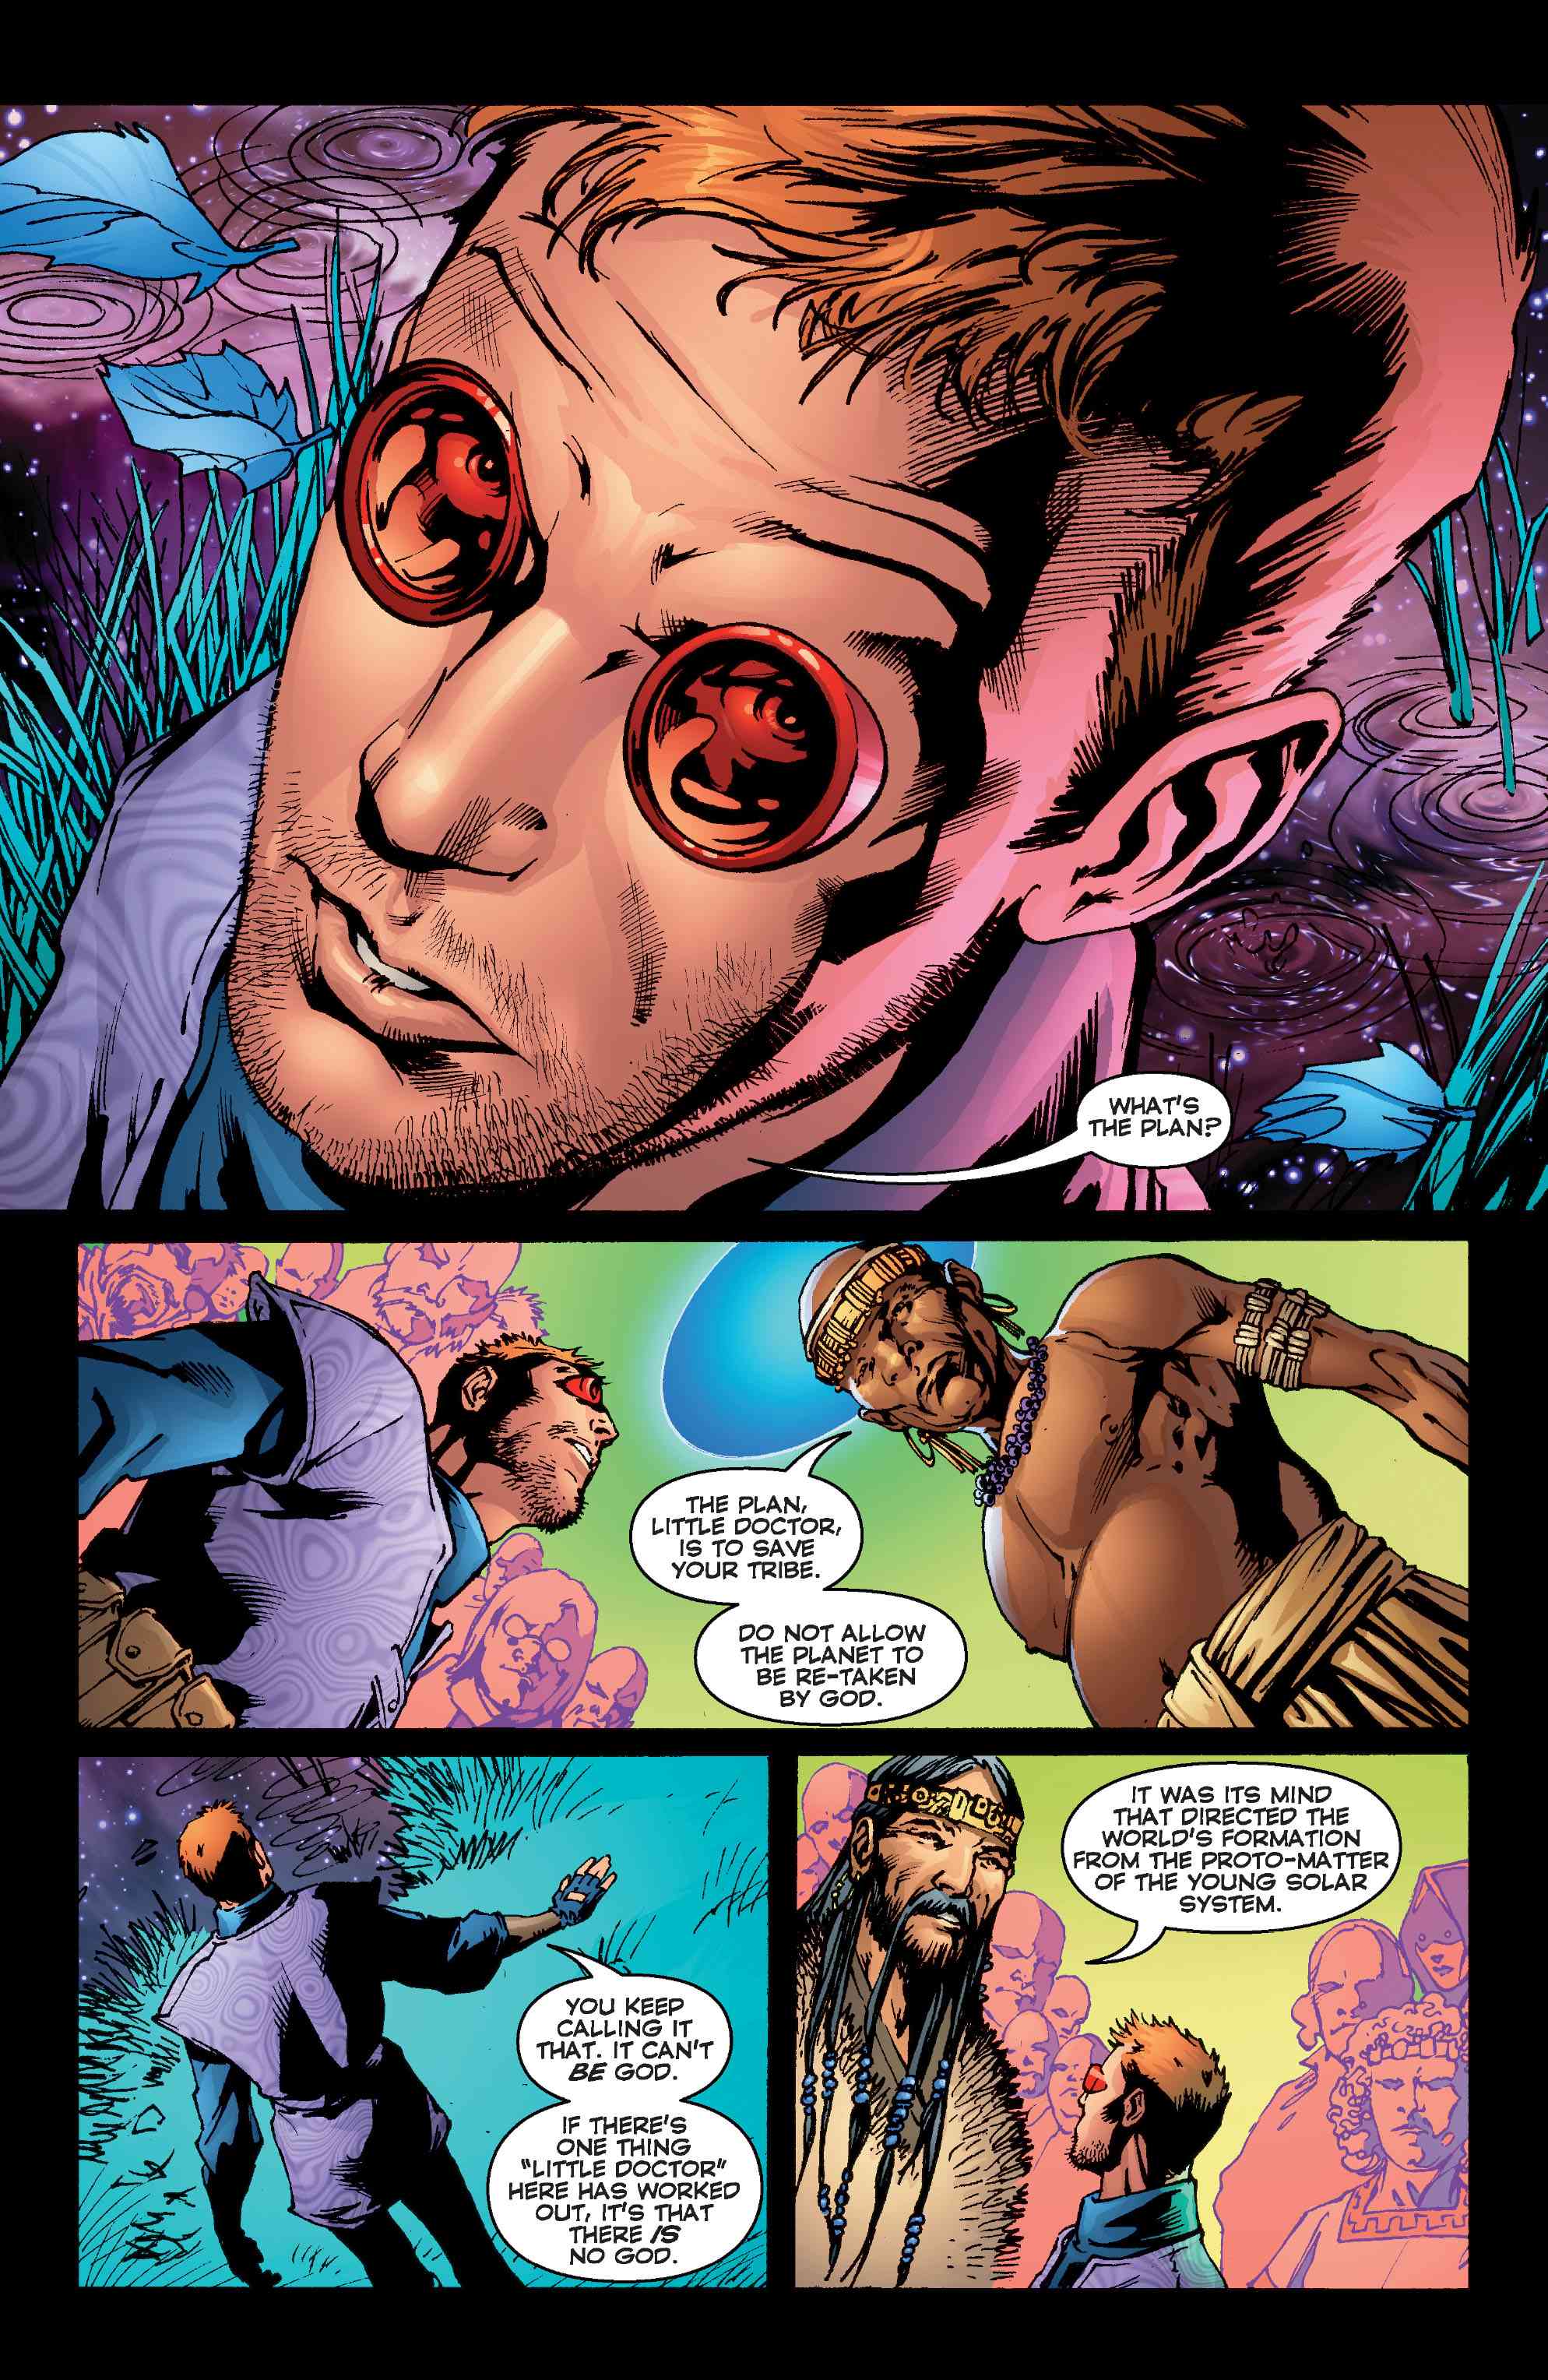 WHAT'S
THE PLAN?
THE PLAN,
LITTLE DOCTOR,
IS TO SAVE
YOUR TRIBE.
DO NOT ALLOW
THE PLANET TO
BE RE-TAKEN
BY GOD.
YOU KEEP
CALLING IT
THAT. IT CAN'T
BE GOD.
IF THERE'S
ONE THING
"LITTLE DOCTOR"
HERE HAS WORKED
OUT, IT'S THAT
THERE IS
NO GOD.
IT WAS ITS MIND
THAT DIRECTED THE
WORLD'S FORMATION
FROM THE PROTO-MATTER
OF THE YOUNG SOLAR
SYSTEM.